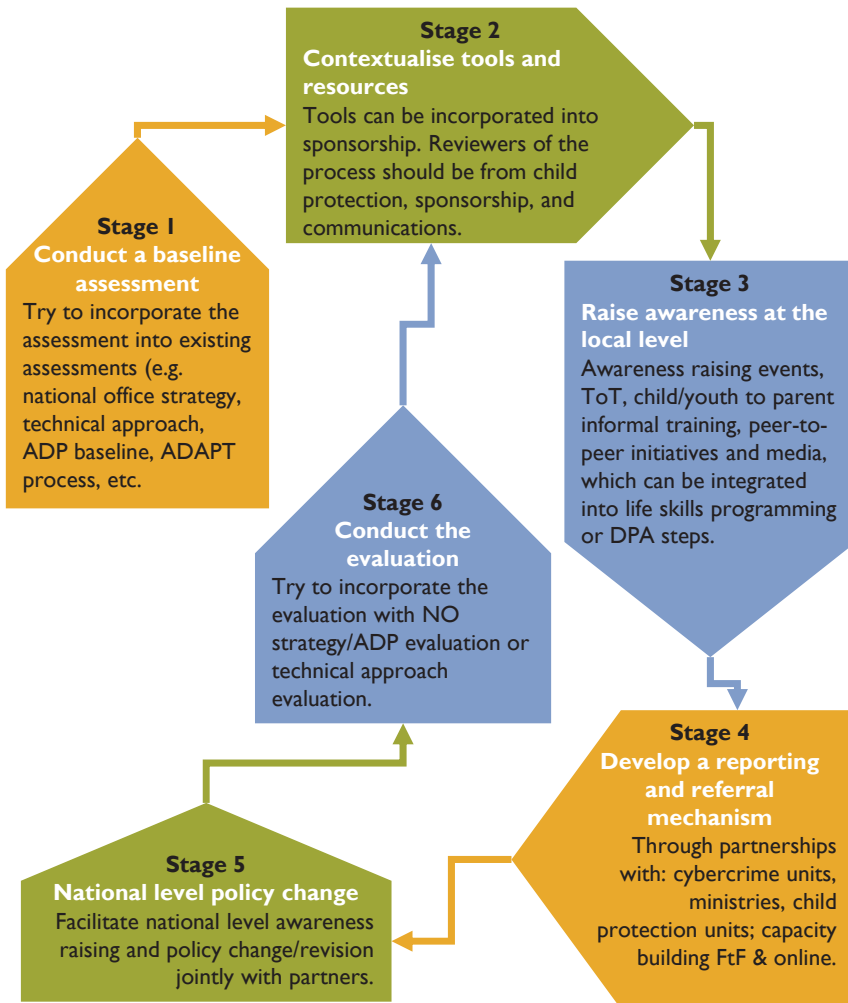 Stage 1
Conduct a baseline
assessment
Try to incorporate the
assessment into existing
assessments (e.g.
national office strategy,
technical approach,
ADP baseline, ADAPT
process, etc.
Stage 2
Contextualise tools and
resources
Tools can be incorporated into
sponsorship. Reviewers of the
process should be from child
protection, sponsorship, and
communications.
Stage 3
Raise awareness at the
local level
Awareness raising events,
ToT, child/youth to parent
informal training, peer-to-
peer initiatives and media,
which can be integrated
into life skills programming
or DPA steps.
Stage 4
Develop a reporting
and referral
mechanism
Through partnerships
with: cybercrime units,
ministries, child
protection units; capacity
building FtF & online.
Stage 5
National level policy change
Facilitate national level awareness
raising and policy change/revision
jointly with partners.
Stage 6
Conduct the
evaluation
Try to incorporate the
evaluation with NO
strategy/ADP evaluation or
technical approach
evaluation.